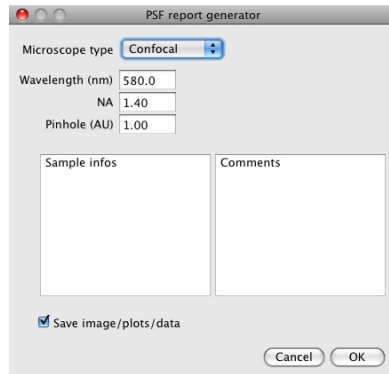 PSF report generator
Microscope type Confocal
Wavelength (nm) 580.0
NA 1.40
Pinhole (AU) 1.00
Sample infos Comments
Save image/plots/data
Cancel OK